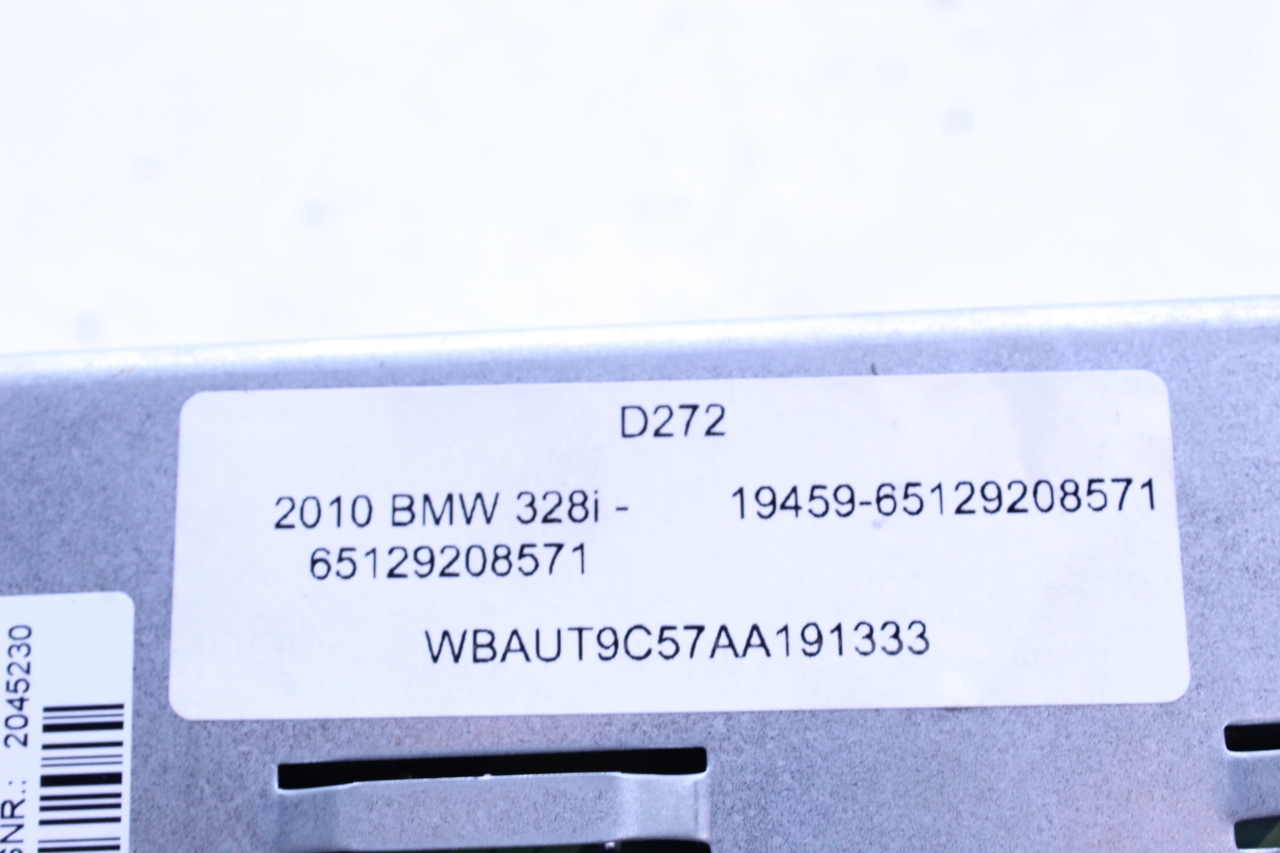 D272
2010 BMW 328i - 19459-65129208571
65129208571
WBAUT9C57AA191333
SNR.: 2045230